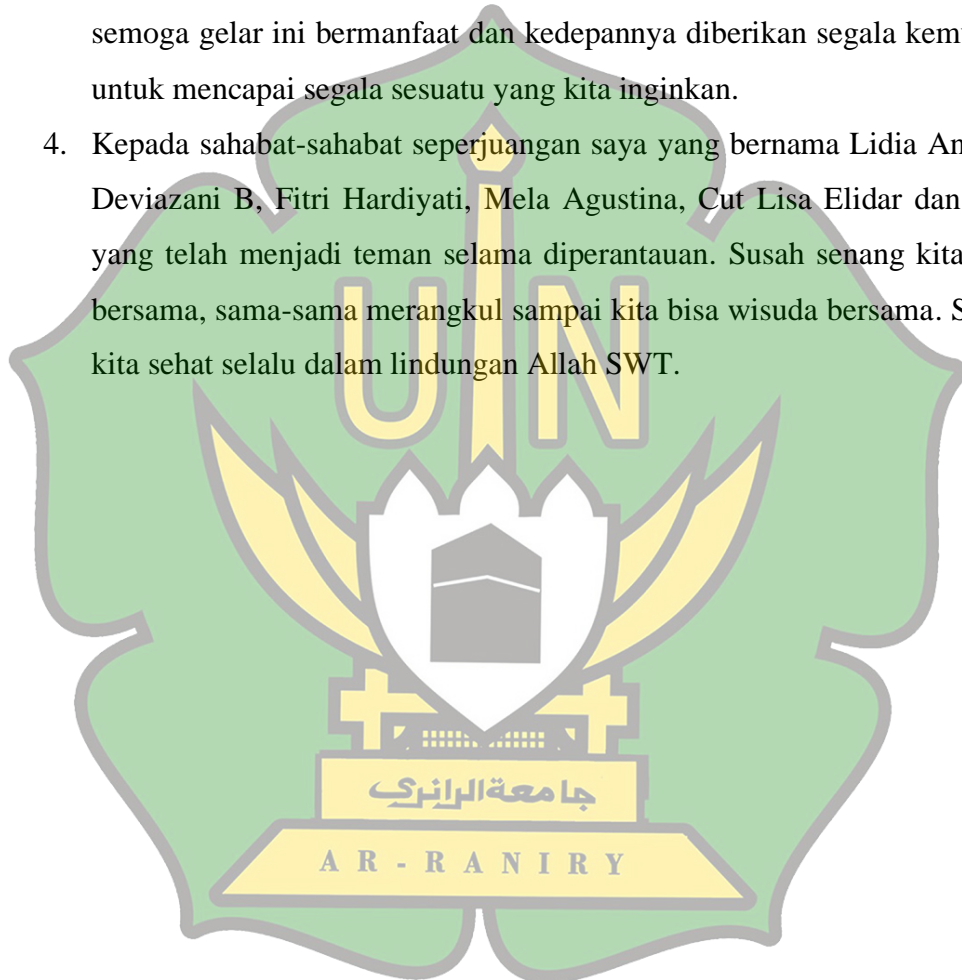 semoga gelar ini bermanfaat dan kedepannya diberikan segala
untuk mencapai segala sesuatu yang kita inginkan.
4. Kepada sahabat-sahabat seperjuangan saya yang bernama Lidia
Deviazani B, Fitri Hardiyati, Mela Agustina, Cut Lisa Elidar dan
yang telah menjadi teman selama diperantauan. Susah senang kita
bersama, sama-sama merangkul sampai kita bisa wisuda bersama.
kita sehat selalu dalam lindungan Allah SWT.
UIN
جامعة الرانري
AR - RANIRY